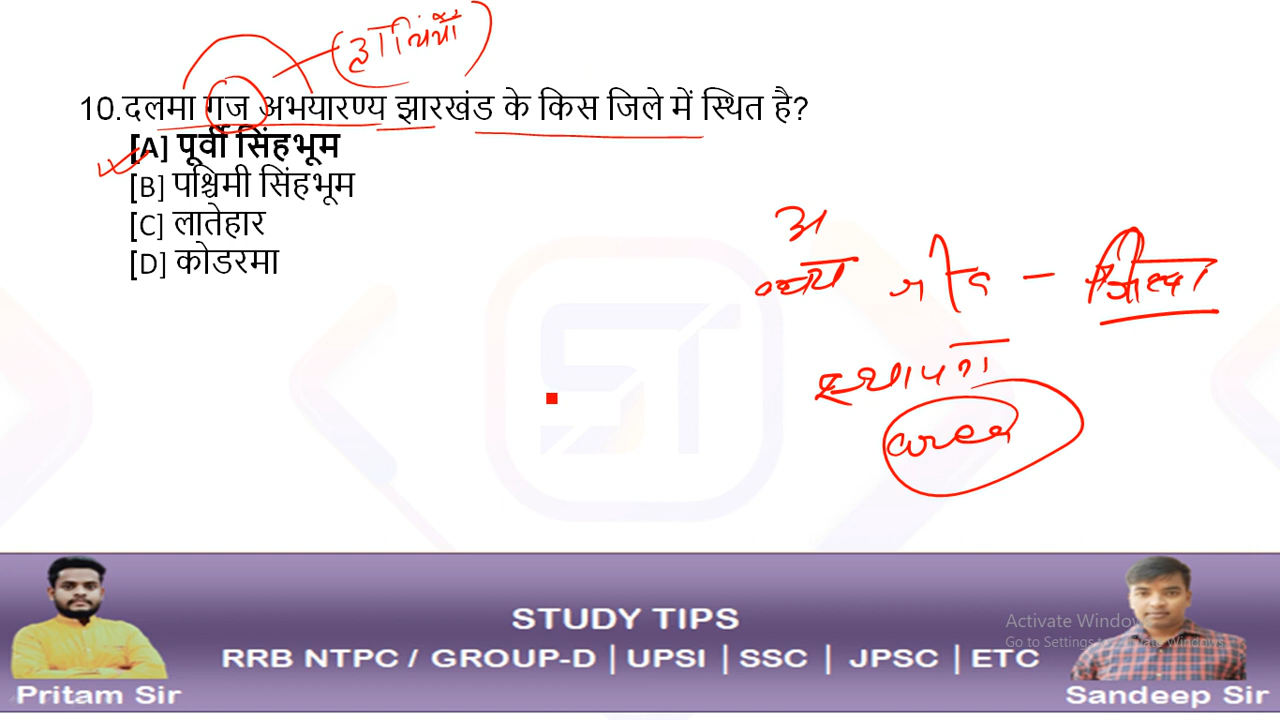 (हाथियों)
10.दलमा गज अभयारण्य झारखंड के किस जिले में स्थित है?
[A] पूर्वी सिंहभूम
[B] पश्चिमी सिंहभूम
[C] लातेहार
[D] कोडरमा
अ
स्थापना
ST
STUDY TIPS
RRB NTPC / GROUP-D | UPSI | SSC | JPSC | ETC
Pritam Sir
Sandeep Sir
Activate Windows
Go to Settings to activate Windows.